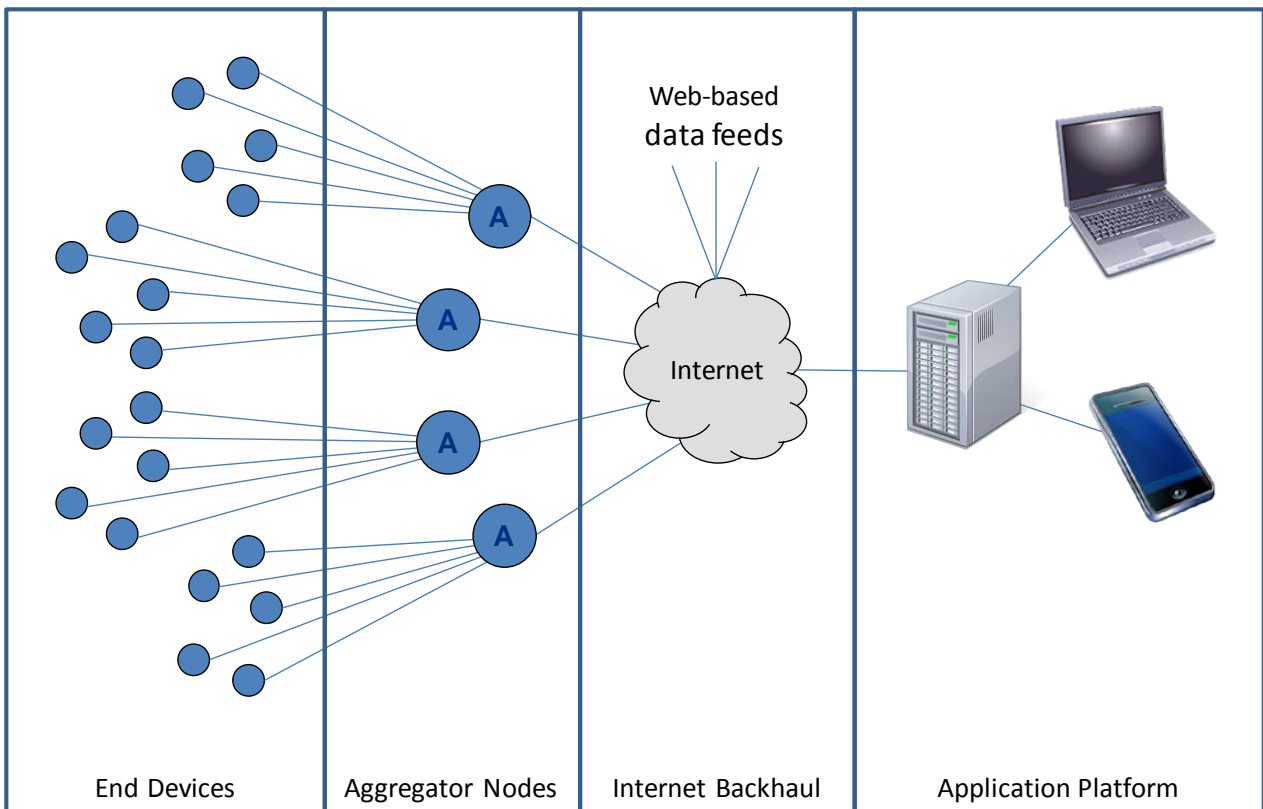 Web-based
data feeds
A
A
Internet
A
A
End Devices
Aggregator Nodes
Internet Backhaul
Application Platform